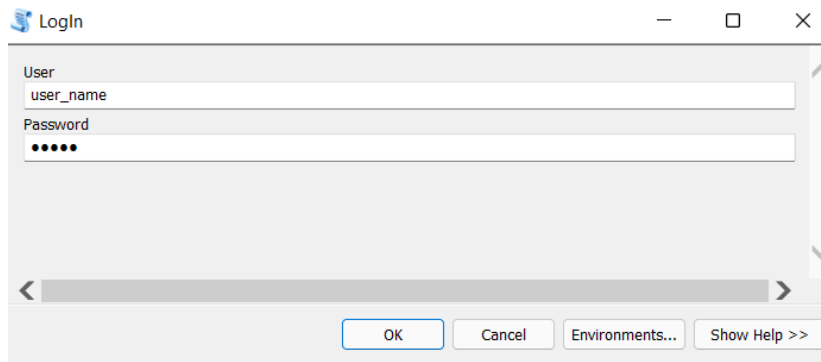 LogIn
User
user_name
Password
•••••
OK Cancel Environments... Show Help >>